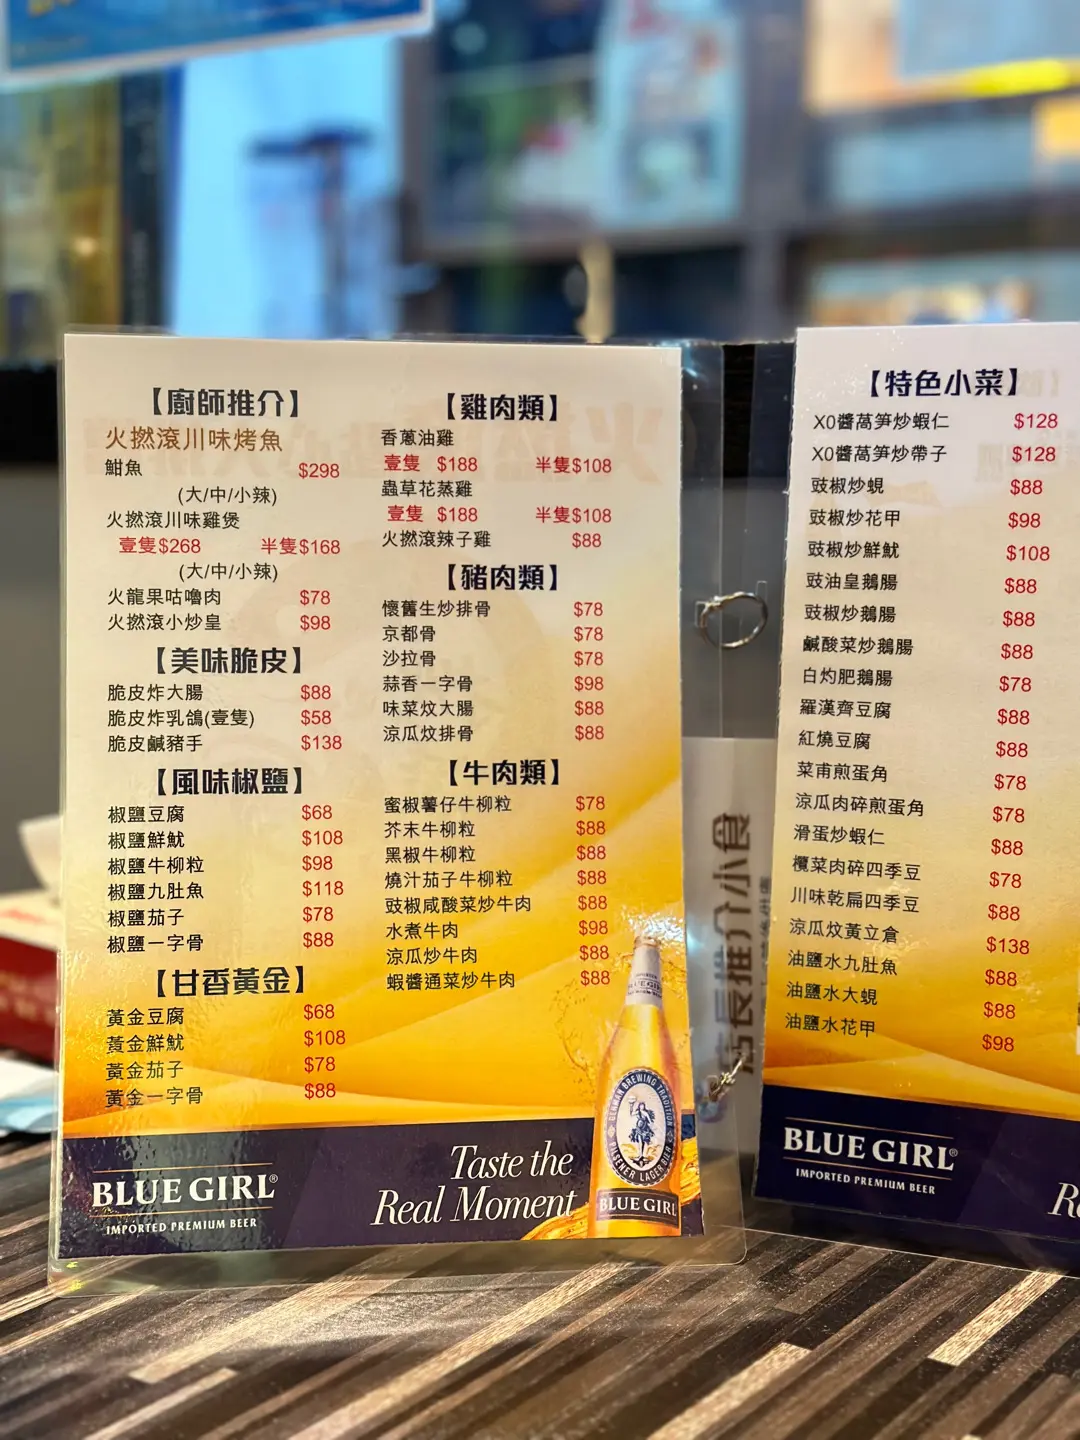 【廚師推介】
火撚滾川味烤魚
鮒魚 $298
(大/中/小辣)
火撚滾川味雞煲
壹隻$268 半隻$168
(大/中/小辣)
火龍果咕嚕肉 $78
火撚滾小炒皇 $98
【美味脆皮】
脆皮炸大腸 $88
脆皮炸乳鴿(壹隻) $58
脆皮鹹豬手 $138
【風味椒鹽】
椒鹽豆腐 $68
椒鹽鮮魷 $108
椒鹽牛柳粒 $98
椒鹽九肚魚 $118
椒鹽茄子 $78
椒鹽一字骨 $88
【甘香黃金】
黃金豆腐 $68
黃金鮮魷 $108
黃金茄子 $78
黃金一字骨 $88
【雞肉類】
香蔥油雞
壹隻 $188 半隻$108
蟲草花蒸雞
壹隻 $188 半隻$108
火撚滾辣子雞 $88
【豬肉類】
懷舊生炒排骨 $78
京都骨 $78
沙拉骨 $78
蒜香一字骨 $98
味菜炆大腸 $88
涼瓜炆排骨 $88
【牛肉類】
蜜椒薯仔牛柳粒 $78
芥末牛柳粒 $88
黑椒牛柳粒 $88
燒汁茄子牛柳粒 $88
豉椒咸酸菜炒牛肉 $88
水煮牛肉 $98
涼瓜炒牛肉 $88
蝦醬通菜炒牛肉 $88
BLUE GIRL®
IMPORTED PREMIUM BEER
Taste the
Real Moment
GERMAN BREWING TRADITION
PILSENER LAGER BEER
BLUE GIRL
店長推介小食
【特色小菜】
XO醬萵笋炒蝦仁 $128
XO醬萵笋炒帶子 $128
豉椒炒蜆 $88
豉椒炒花甲 $98
豉椒炒鮮魷 $108
豉油皇鵝腸 $88
豉椒炒鵝腸 $88
鹹酸菜炒鵝腸 $88
白灼肥鵝腸 $78
羅漢齊豆腐 $88
紅燒豆腐 $88
菜甫煎蛋角 $78
涼瓜肉碎煎蛋角 $78
滑蛋炒蝦仁 $88
欖菜肉碎四季豆 $78
川味乾扁四季豆 $88
涼瓜炆黃立倉 $138
油鹽水九肚魚 $88
油鹽水大蜆 $88
油鹽水花甲 $98
BLUE GIRL®
IMPORTED PREMIUM BEER